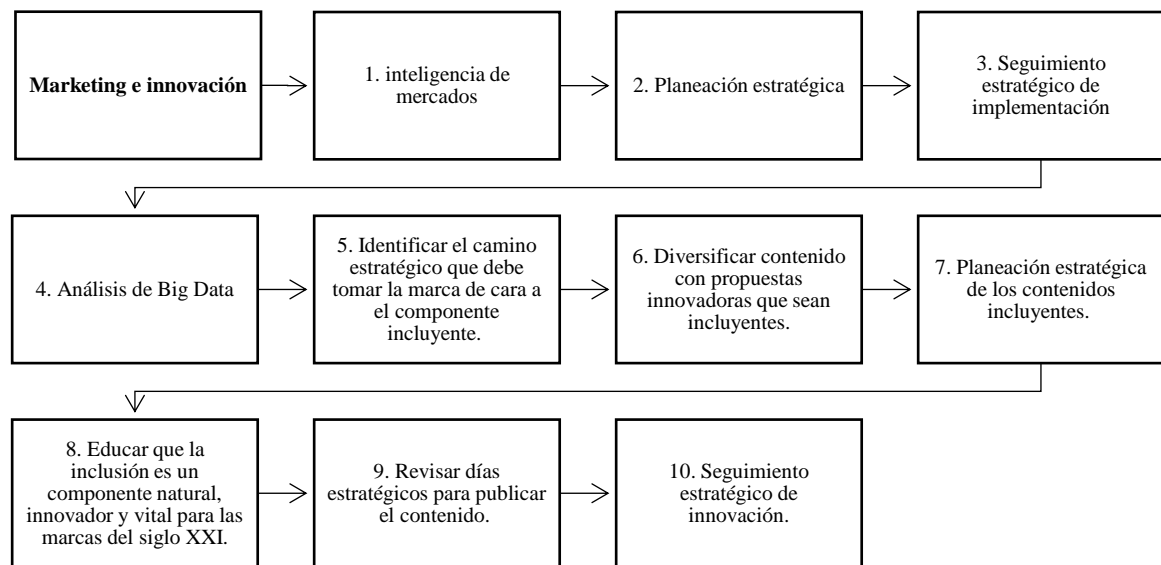 Marketing e innovación
1. inteligencia de
mercados
2. Planeación estratégica
3. Seguimiento
estratégico de
implementación
4. Análisis de Big Data
5. Identificar el camino
estratégico que debe
tomar la marca de cara a
el componente
incluyente.
6. Diversificar contenido
con propuestas
innovadoras que sean
incluyentes.
7. Planeación estratégica
de los contenidos
incluyentes.
8. Educar que la
inclusión es un
componente natural,
innovador y vital para las
marcas del siglo XXI.
9. Revisar días
estratégicos para publicar
el contenido.
10. Seguimiento
estratégico de
innovación.